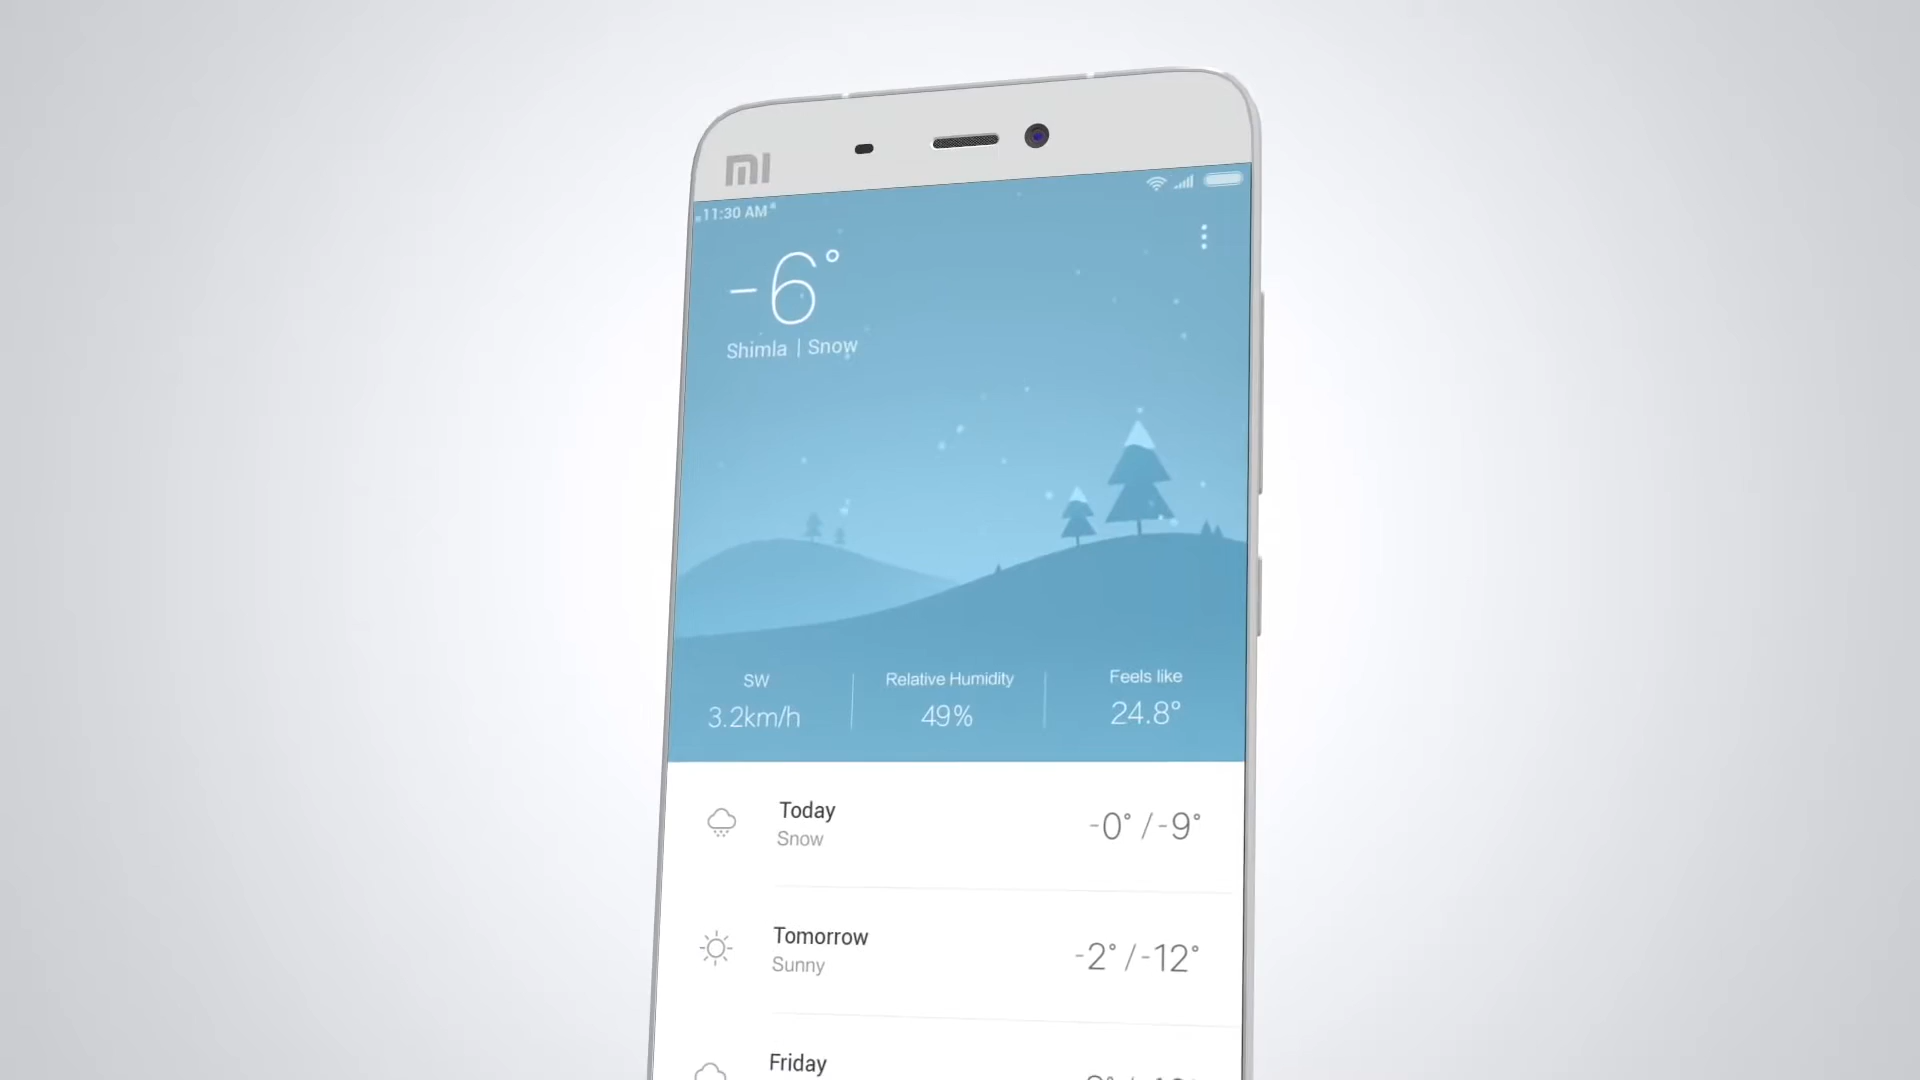 MI
11:30 AM
-6°
Shimla | Snow
SW
3.2km/h
Relative Humidity
49%
Feels like
24.8°
Today
Snow
-0° / -9°
Tomorrow
Sunny
-2° / -12°
Friday